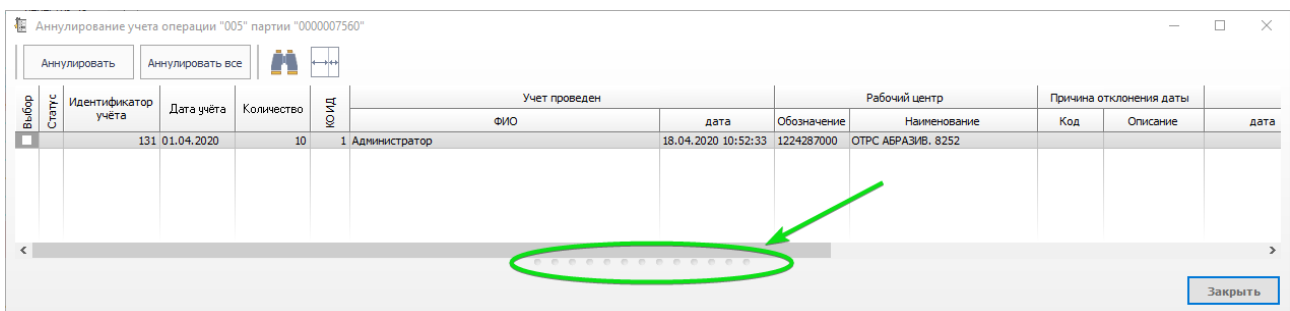 Аннулирование учета операции "005" партии "0000007560"
Аннулировать Аннулировать все
Выбор Статус Идентификатор учёта Дата учёта Количество КО ИД Учет проведен Рабочий центр Причина отклонения даты
ФИО дата Обозначение Наименование Код Описание дата
131 01.04.2020 10 1 Администратор 18.04.2020 10:52:33 1224287000 ОТРС АБРАЗИВ. 8252
Закрыть